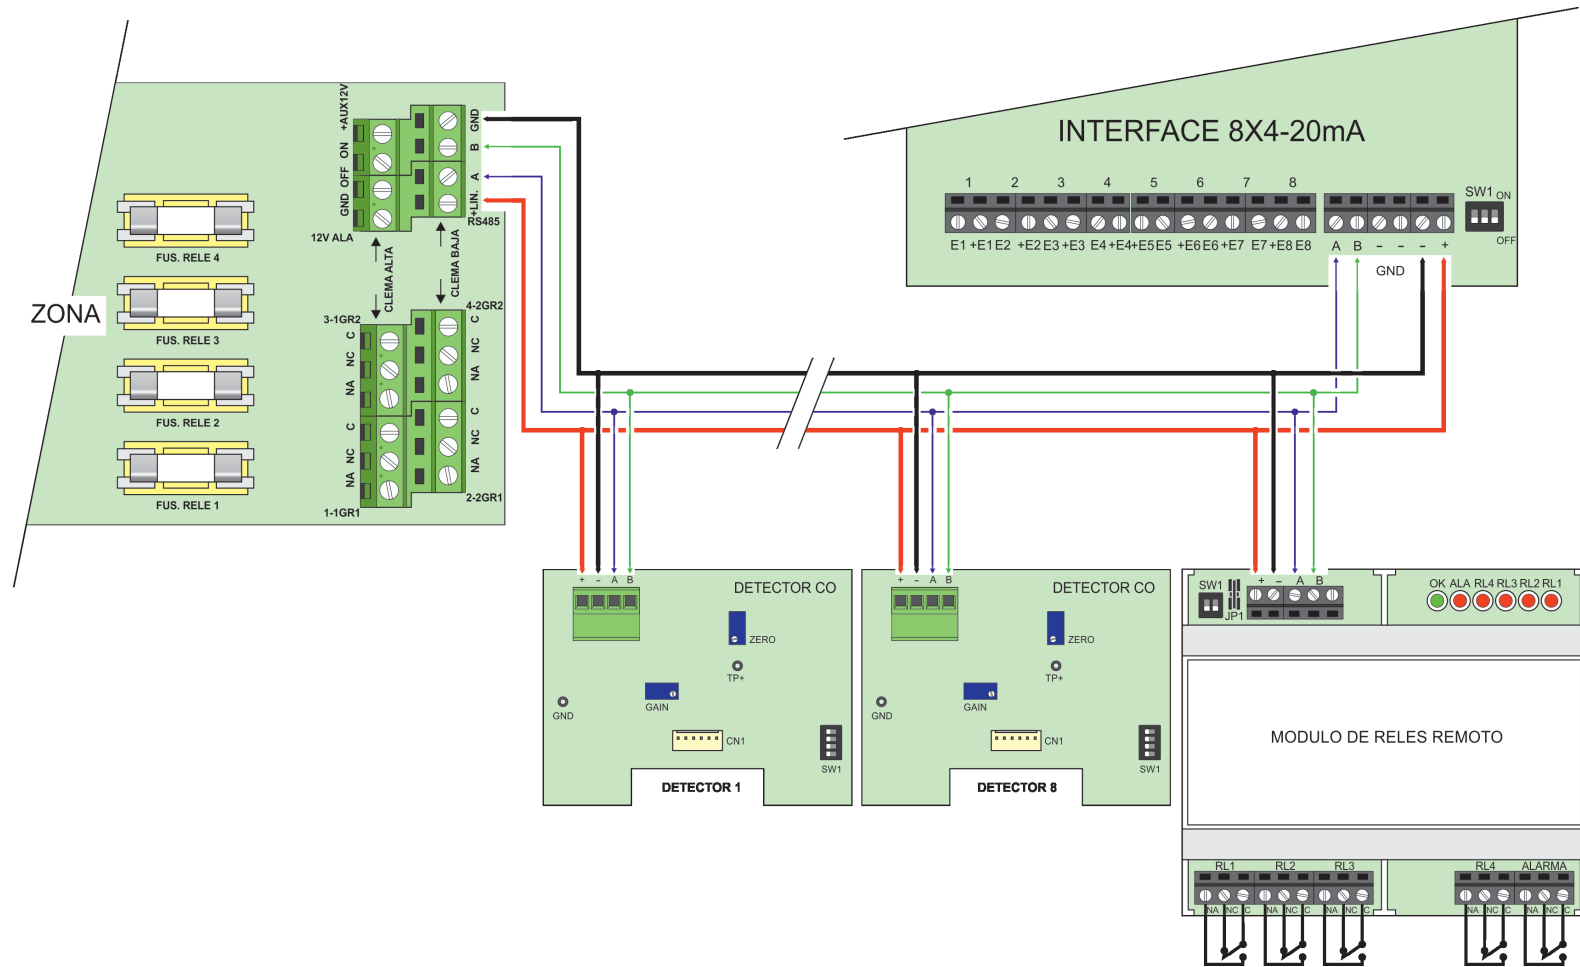 ZONA
FUS. RELE 4
FUS. RELE 3
FUS. RELE 2
FUS. RELE 1
+AUX12V
ON
OFF
GND
12V ALA
GND
B
A
+LIN.
RS485
CLEMA ALTA
CLEMA BAJA
3-1GR2
4-2GR2
C
NC
NA
C
NC
NA
C
NC
NA
C
NC
NA
1-1GR1
2-2GR1
INTERFACE 8X4-20mA
1 2 3 4 5 6 7 8
E1 +E1 E2 +E2 E3 +E3 E4 +E4 +E5 E5 +E6 E6 +E7 E7 +E8 E8
A B - - - +
GND
SW1 ON
OFF
+ - A B
DETECTOR CO
ZERO
TP+
GAIN
GND
CN1
SW1
DETECTOR 1
+ - A B
DETECTOR CO
ZERO
TP+
GAIN
GND
CN1
SW1
DETECTOR 8
+ - A B
SW1
JP1
OK ALA RL4 RL3 RL2 RL1
MODULO DE RELES REMOTO
RL1 RL2 RL3 RL4 ALARMA
NA NC C NA NC C NA NC C NA NC C NA NC C